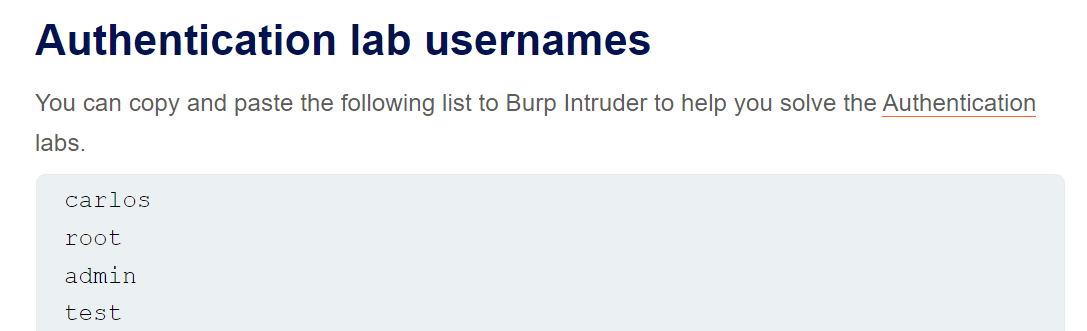 Authentication lab usernames
You can copy and paste the following list to Burp Intruder to help you solve the Authentication
labs.
carlos
root
admin
test